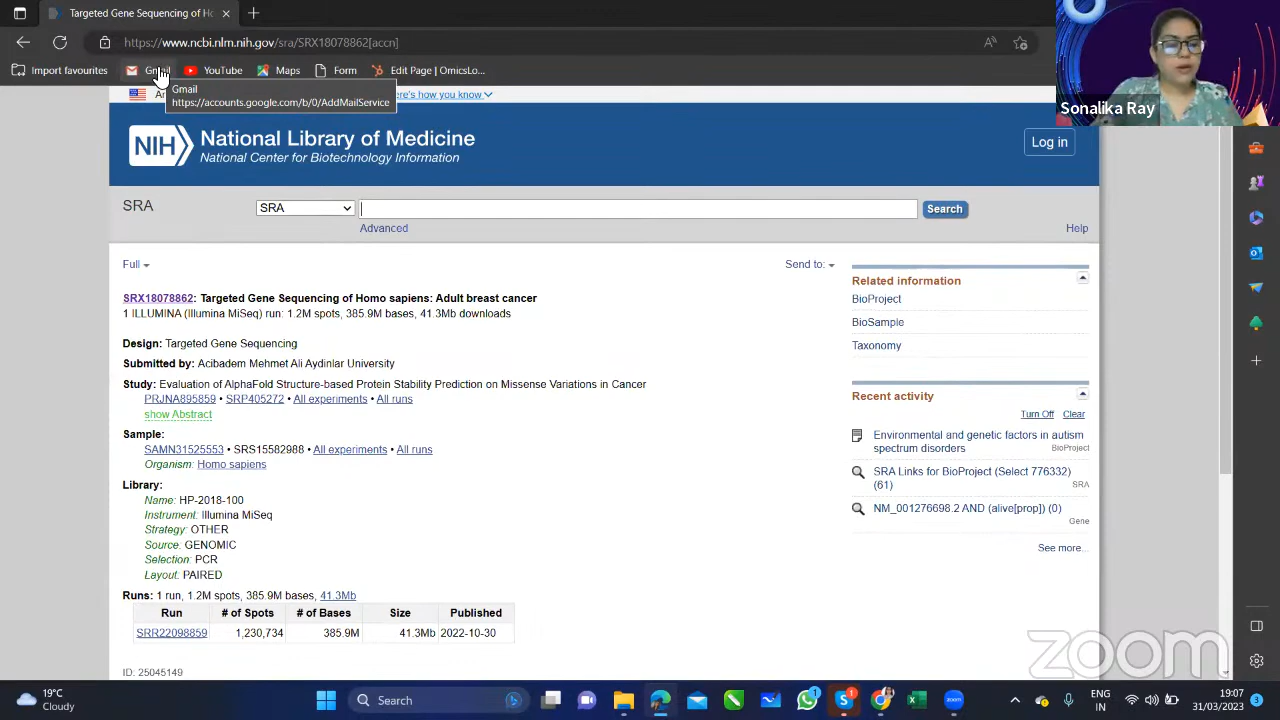 Targeted Gene Sequencing of Ho
https://www.ncbi.nlm.nih.gov/sra/SRX18078862[accn]
Import favourites
Gmail
YouTube
Maps
Form
Edit Page | OmicsLo...
Gmail
https://accounts.google.com/b/0/AddMailService
ere's how you know
Sonalika Ray
NIH
National Library of Medicine
National Center for Biotechnology Information
Log in
SRA
SRA
Search
Advanced
Help
Full
Send to:
SRX18078862: Targeted Gene Sequencing of Homo sapiens: Adult breast cancer
1 ILLUMINA (Illumina MiSeq) run: 1.2M spots, 385.9M bases, 41.3Mb downloads
Design: Targeted Gene Sequencing
Submitted by: Acibadem Mehmet Ali Aydinlar University
Study: Evaluation of AlphaFold Structure-based Protein Stability Prediction on Missense Variations in Cancer
PRJNA895859 • SRP405272 • All experiments • All runs
show Abstract
Sample:
SAMN31525553 • SRS15582988 • All experiments • All runs
Organism: Homo sapiens
Library:
Name: HP-2018-100
Instrument: Illumina MiSeq
Strategy: OTHER
Source: GENOMIC
Selection: PCR
Layout: PAIRED
Runs: 1 run, 1.2M spots, 385.9M bases, 41.3Mb
Run # of Spots # of Bases Size Published
SRR22098859 1,230,734 385.9M 41.3Mb 2022-10-30
ID: 25045149
Related information
BioProject
BioSample
Taxonomy
Recent activity
Turn Off Clear
Environmental and genetic factors in autism
spectrum disorders
BioProject
SRA Links for BioProject (Select 776332)
(61)
SRA
NM_001276698.2 AND (alive[prop]) (0)
Gene
See more...
zoom
19°C
Cloudy
Search
1
1
zoom
ENG
IN
19:07
31/03/2023
3